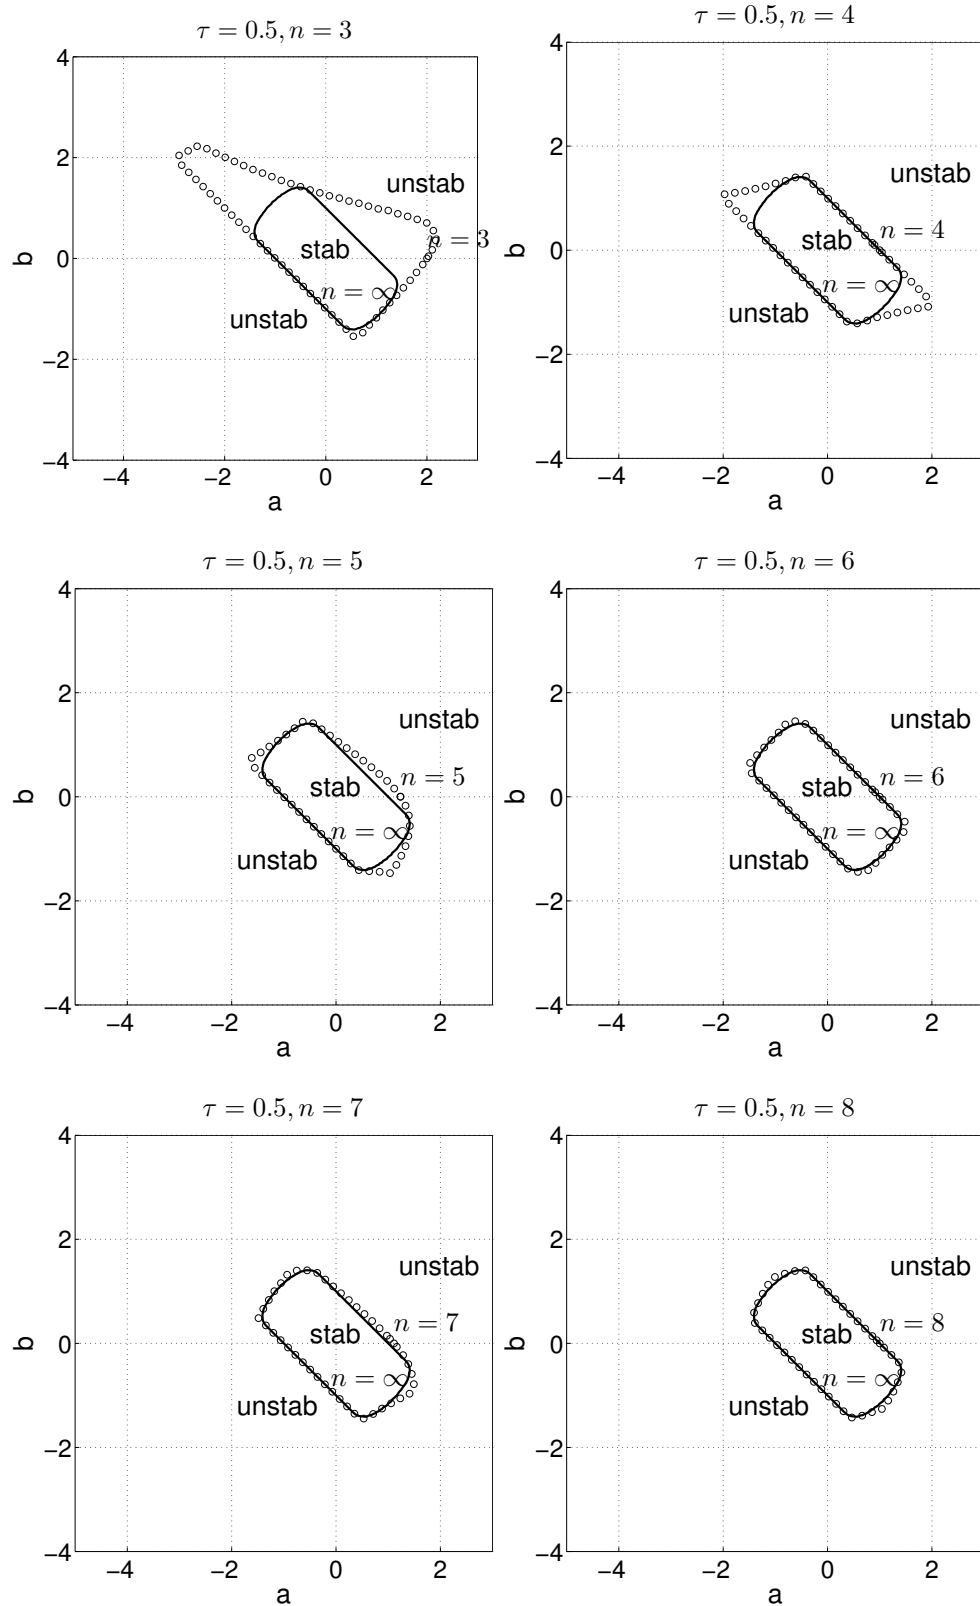 τ = 0.5, n = 3
4
2
0
−2
−4
−4
−2
0
2
a
b
unstab
stab
unstab
n = 3
n = ∞
τ = 0.5, n = 4
4
2
0
−2
−4
−4
−2
0
2
a
b
unstab
stab
unstab
n = 4
n = ∞
τ = 0.5, n = 5
4
2
0
−2
−4
−4
−2
0
2
a
b
unstab
stab
unstab
n = 5
n = ∞
τ = 0.5, n = 6
4
2
0
−2
−4
−4
−2
0
2
a
b
unstab
stab
unstab
n = 6
n = ∞
τ = 0.5, n = 7
4
2
0
−2
−4
−4
−2
0
2
a
b
unstab
stab
unstab
n = 7
n = ∞
τ = 0.5, n = 8
4
2
0
−2
−4
−4
−2
0
2
a
b
unstab
stab
unstab
n = 8
n = ∞